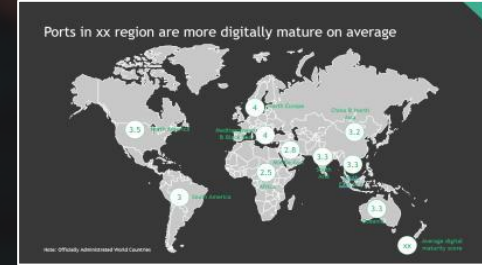 Ports in xx region are more digitally mature on average
4
North Europe
China & North
Asia
3.5
North America
4
3.2
2.8
3.3
3.3
2.5
Africa
3
South America
3.3
Oceania
Note: Officially Administrated World Countries
xx
Average digital
maturity score